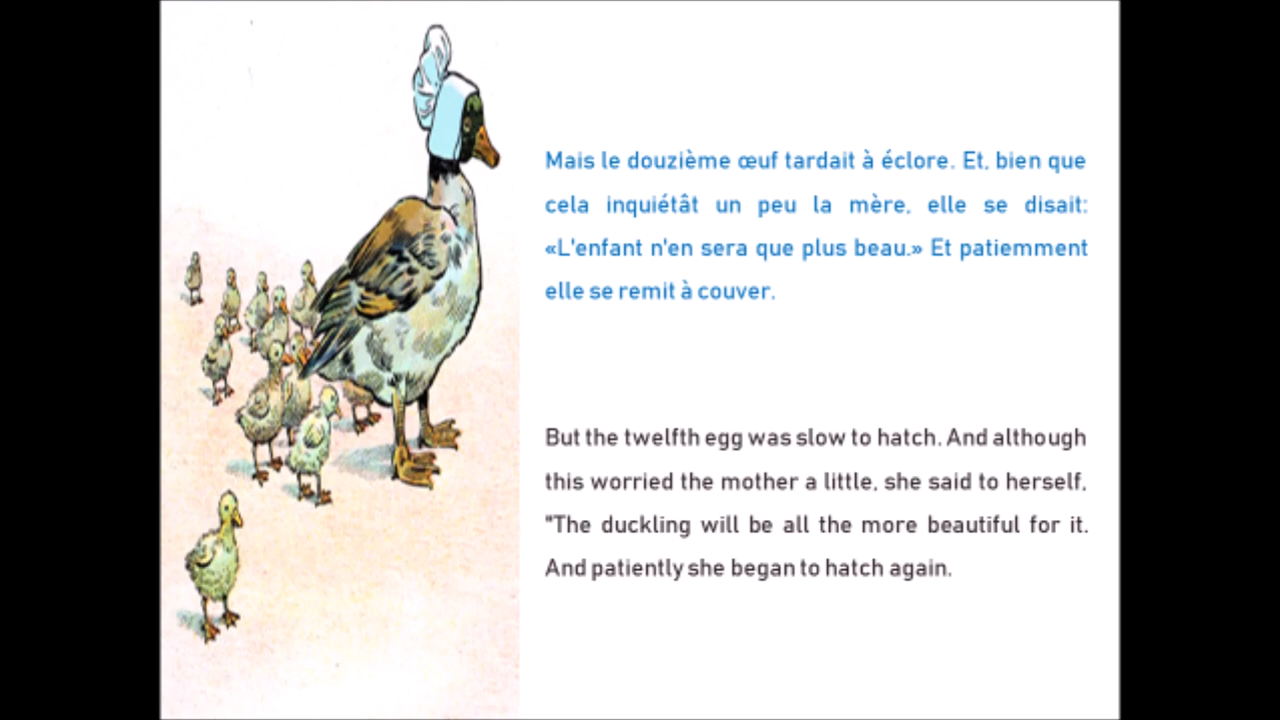 Mais le douzième œuf tardait à éclore. Et, bien que
cela inquiétât un peu la mère, elle se disait:
«L'enfant n'en sera que plus beau.» Et patiemment
elle se remit à couver.
But the twelfth egg was slow to hatch. And although
this worried the mother a little, she said to herself,
"The duckling will be all the more beautiful for it.
And patiently she began to hatch again.